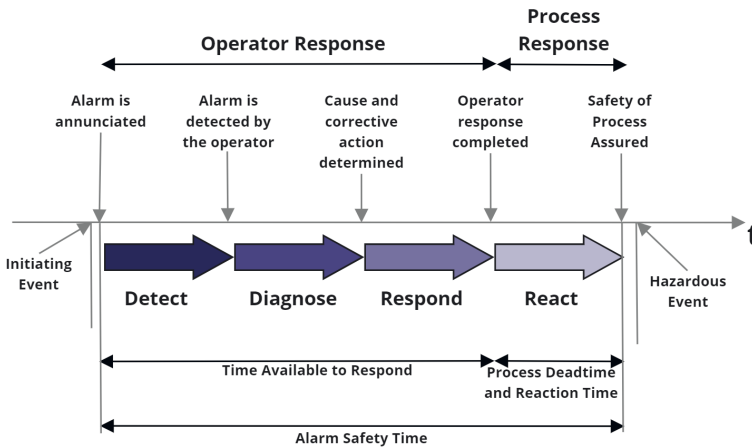 Operator Response
Process
Response
Alarm is
annunciated
Alarm is
detected by
the operator
Cause and
corrective
action
determined
Operator
response
completed
Safety of
Process
Assured
t
Initiating
Event
Hazardous
Event
Detect
Diagnose
Respond
React
Time Available to Respond
Process Deadtime
and Reaction Time
Alarm Safety Time